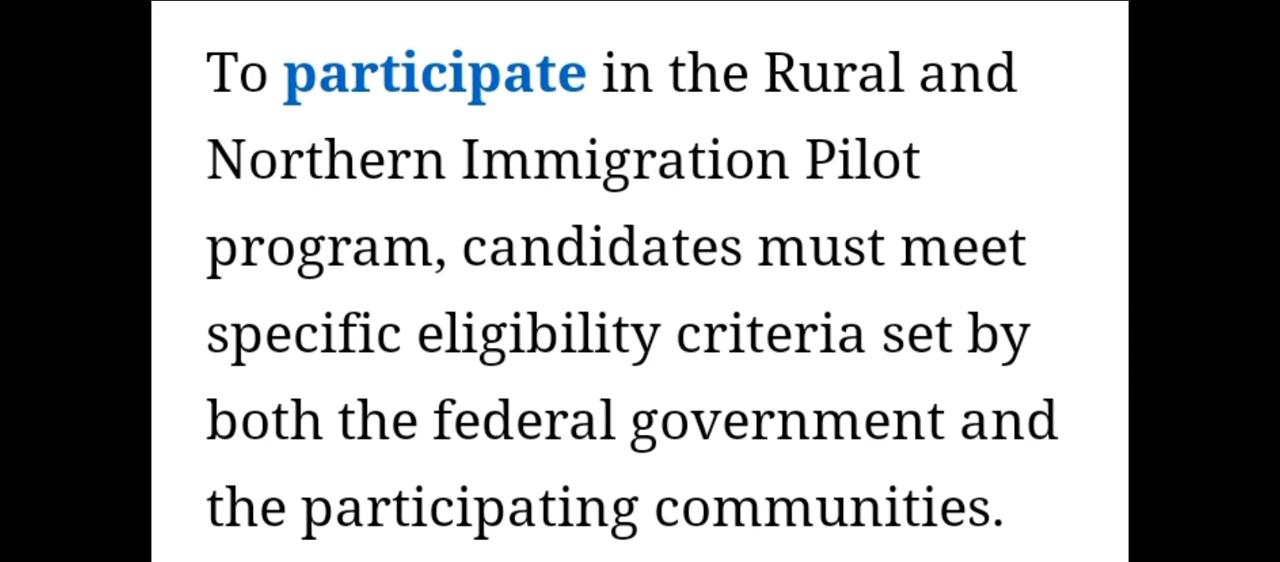 To participate in the Rural and
Northern Immigration Pilot
program, candidates must meet
specific eligibility criteria set by
both the federal government and
the participating communities.